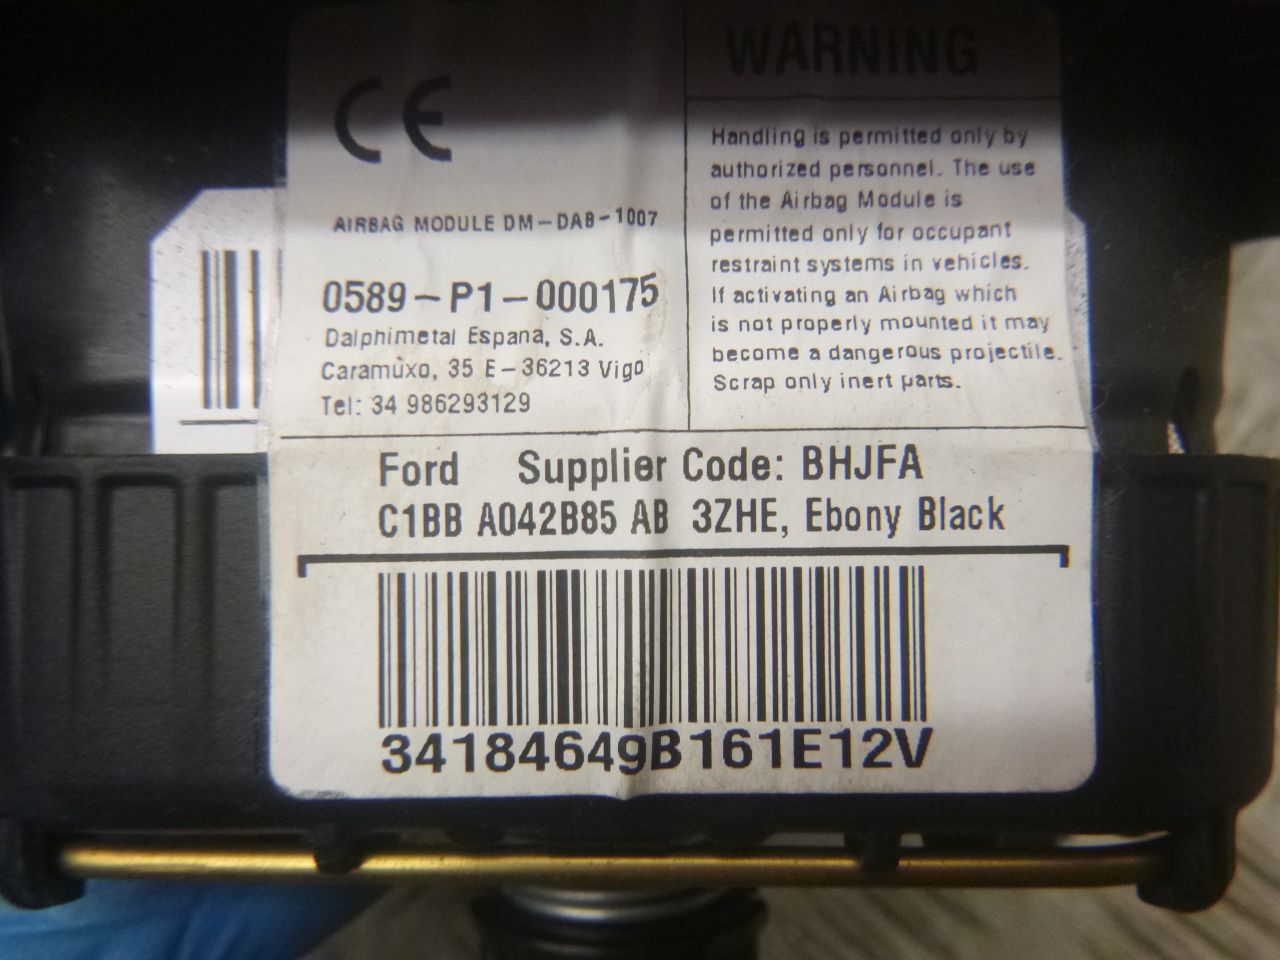 CE
AIRBAG MODULE DM-DAB-1007
0589-P1-000175
Dalphimetal Espana, S.A.
Caramuxo, 35 E-36213 Vigo
Tel: 34 986293129
WARNING
Handling is permitted only by
authorized personnel. The use
of the Airbag Module is
permitted only for occupant
restraint systems in vehicles.
If activating an Airbag which
is not properly mounted it may
become a dangerous projectile.
Scrap only inert parts.
Ford Supplier Code: BHJFA
C1BB A042B85 AB 3ZHE, Ebony Black
34184649B161E12V